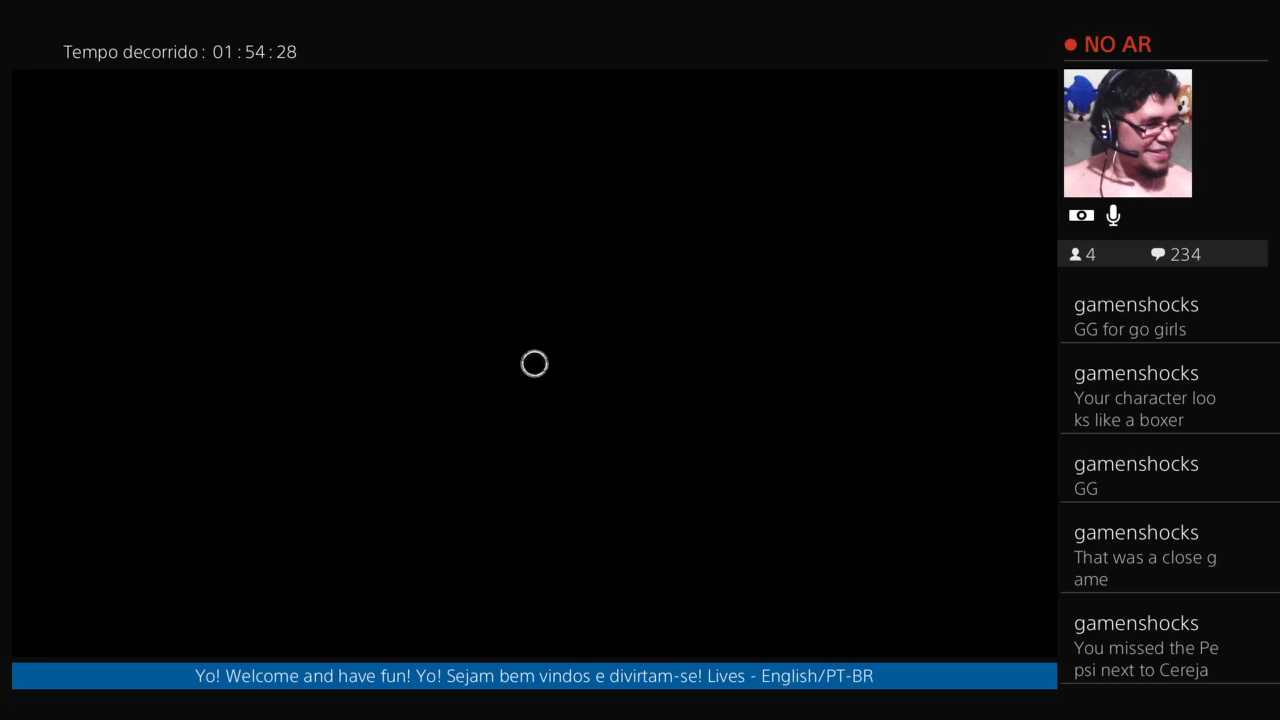 Tempo decorrido: 01:54:28
NO AR
4
234
gamenshocks
GG for go girls
gamenshocks
Your character loo
ks like a boxer
gamenshocks
GG
gamenshocks
That was a close g
ame
gamenshocks
You missed the Pe
psi next to Cereja
Yo! Welcome and have fun! Yo! Sejam bem vindos e divirtam-se! Lives - English/PT-BR